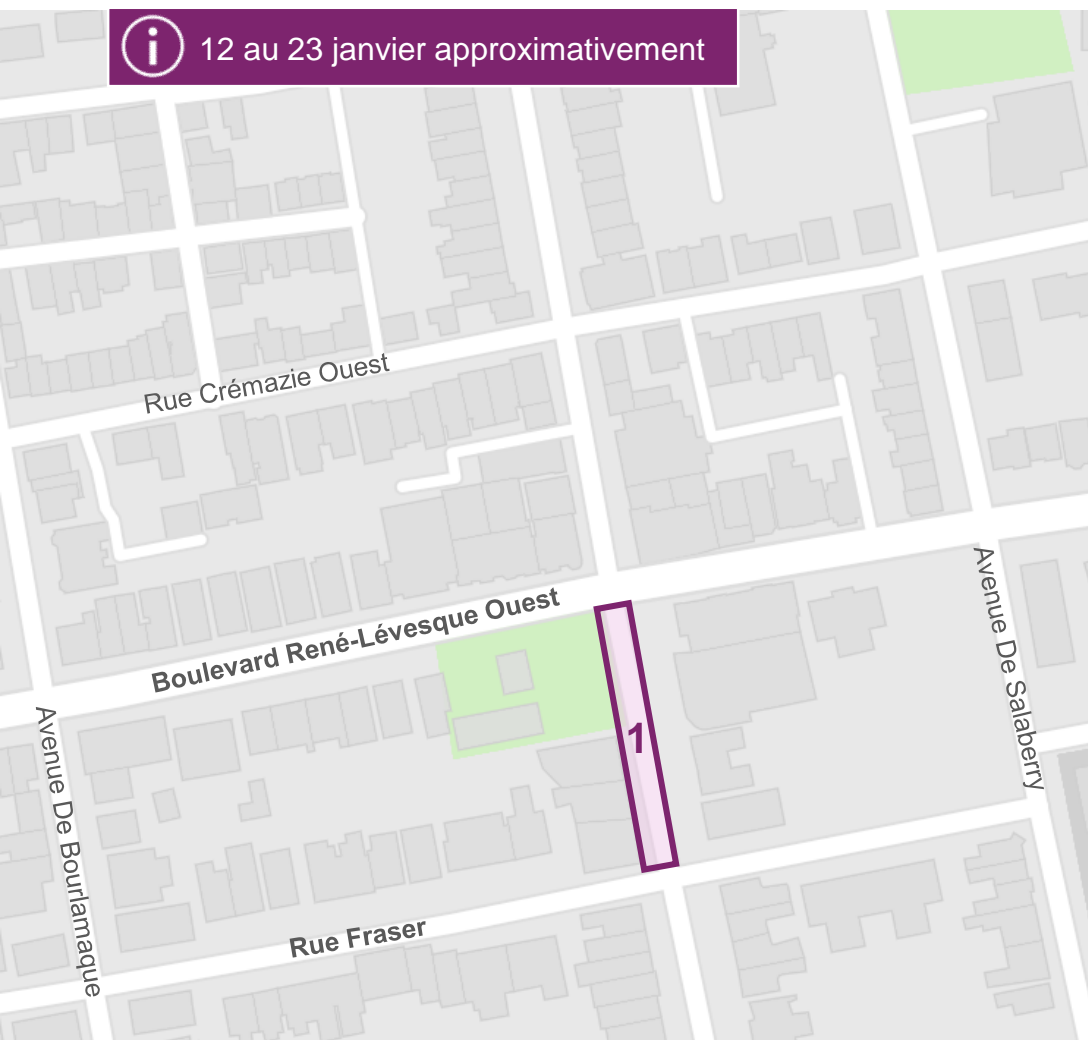 12 au 23 janvier approximativement
Rue Crémazie Ouest
Boulevard René-Lévesque Ouest
Avenue De Salaberry
1
Avenue De Bourlamaque
Rue Fraser